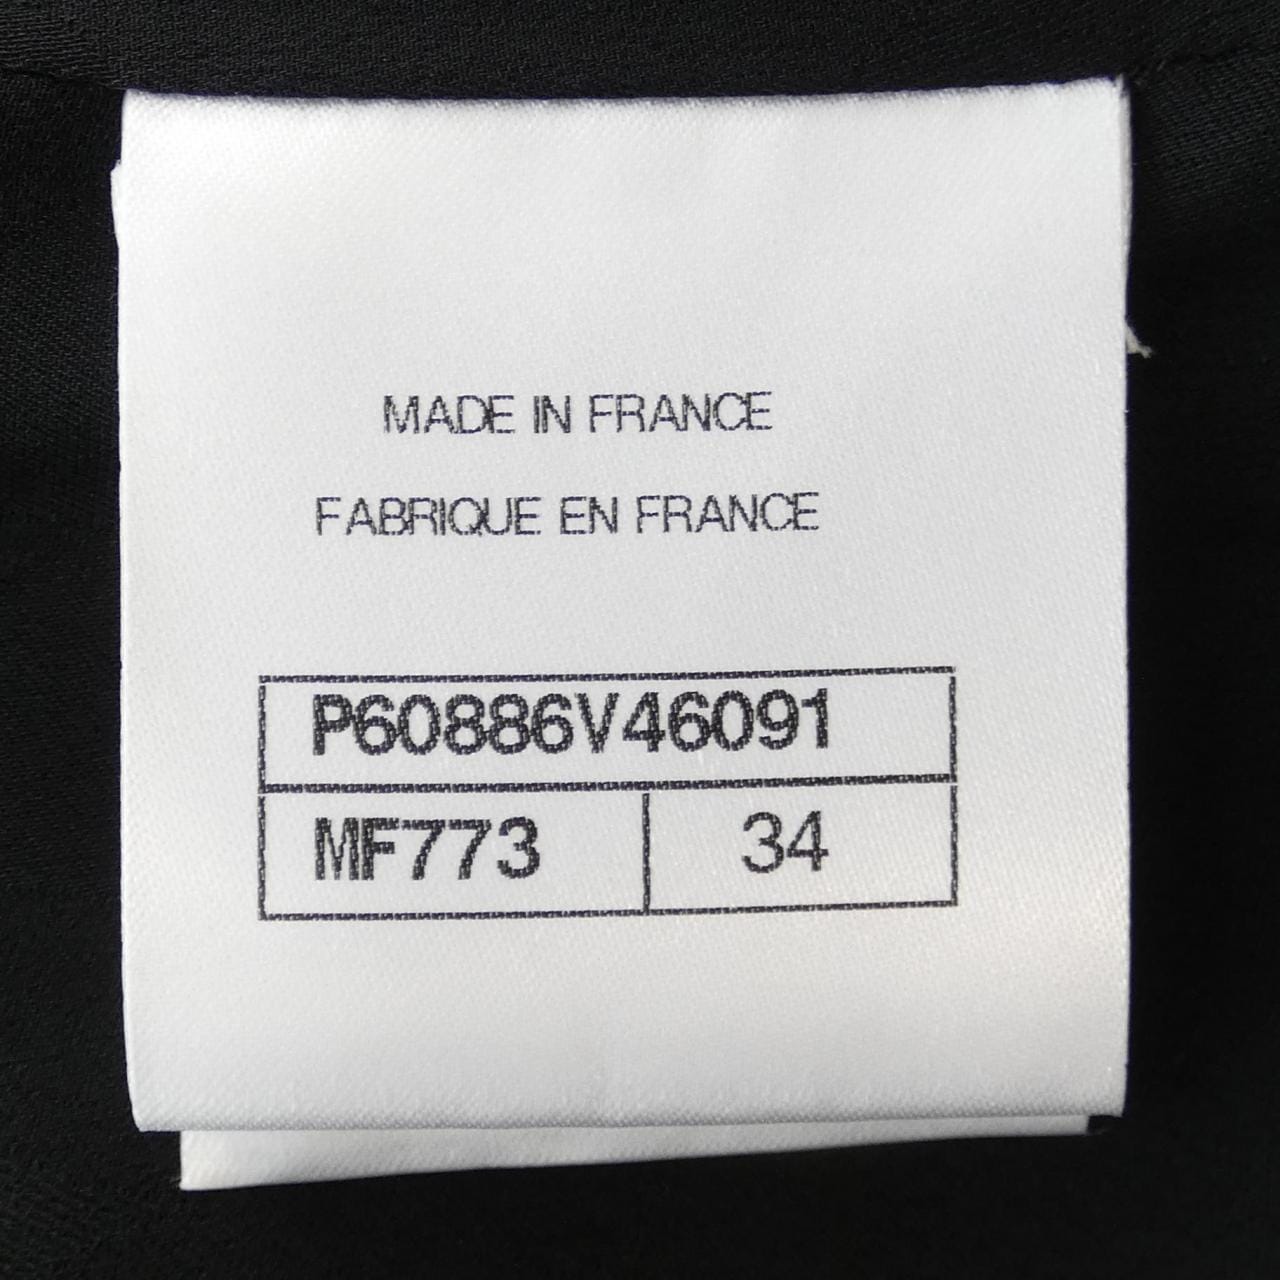 MADE IN FRANCE
FABRIQUE EN FRANCE
P60886V46091
MF773 34